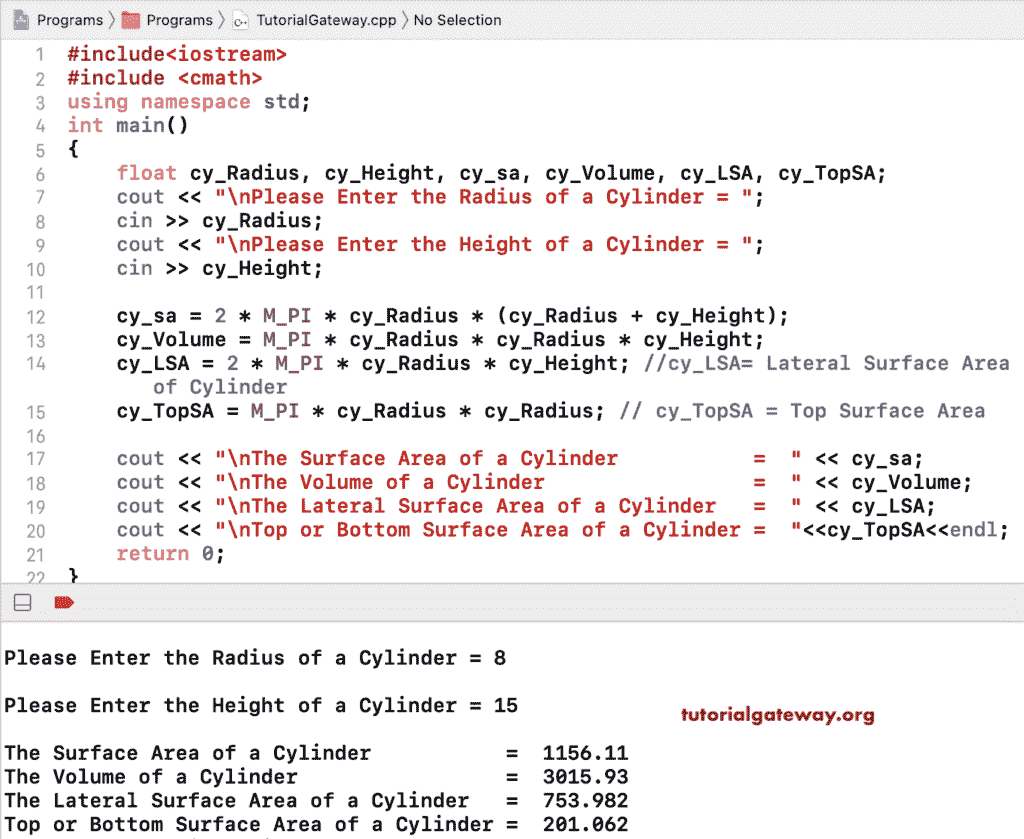 Programs Programs TutorialGateway.cpp No Selection
1 #include<iostream>
2 #include <cmath>
3 using namespace std;
4 int main()
5 {
6 float cy_Radius, cy_Height, cy_sa, cy_Volume, cy_LSA, cy_TopSA;
7 cout << "\nPlease Enter the Radius of a Cylinder = ";
8 cin >> cy_Radius;
9 cout << "\nPlease Enter the Height of a Cylinder = ";
10 cin >> cy_Height;
11
12 cy_sa = 2 * M_PI * cy_Radius * (cy_Radius + cy_Height);
13 cy_Volume = M_PI * cy_Radius * cy_Radius * cy_Height;
14 cy_LSA = 2 * M_PI * cy_Radius * cy_Height; //cy_LSA= Lateral Surface Area
of Cylinder
15 cy_TopSA = M_PI * cy_Radius * cy_Radius; // cy_TopSA = Top Surface Area
16
17 cout << "\nThe Surface Area of a Cylinder           =  " << cy_sa;
18 cout << "\nThe Volume of a Cylinder                 =  " << cy_Volume;
19 cout << "\nThe Lateral Surface Area of a Cylinder   =  " << cy_LSA;
20 cout << "\nTop or Bottom Surface Area of a Cylinder =  "<<cy_TopSA<<endl;
21 return 0;
22 }
Please Enter the Radius of a Cylinder = 8
Please Enter the Height of a Cylinder = 15
tutorialgateway.org
The Surface Area of a Cylinder           =  1156.11
The Volume of a Cylinder                 =  3015.93
The Lateral Surface Area of a Cylinder   =  753.982
Top or Bottom Surface Area of a Cylinder =  201.062